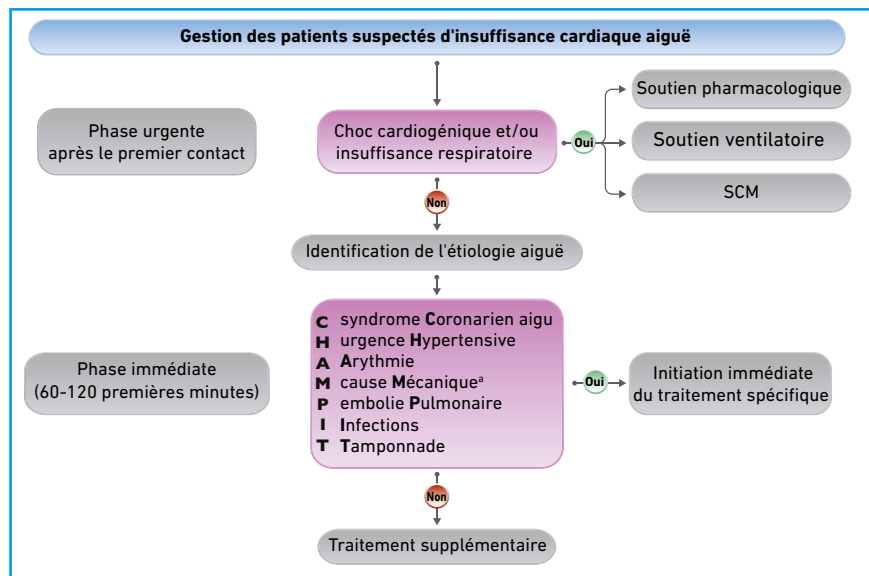 Gestion des patients suspectés d'insuffisance cardiaque aiguë
Phase urgente
après le premier contact
Choc cardiogénique et/ou
insuffisance respiratoire
Oui
Soutien pharmacologique
Soutien ventilatoire
SCM
Non
Identification de l'étiologie aiguë
Phase immédiate
(60-120 premières minutes)
C syndrome Coronarien aigu
H urgence Hypertensive
A Arythmie
M cause Mécaniqueᵃ
P embolie Pulmonaire
I Infections
T Tamponnade
Oui
Initiation immédiate
du traitement spécifique
Non
Traitement supplémentaire